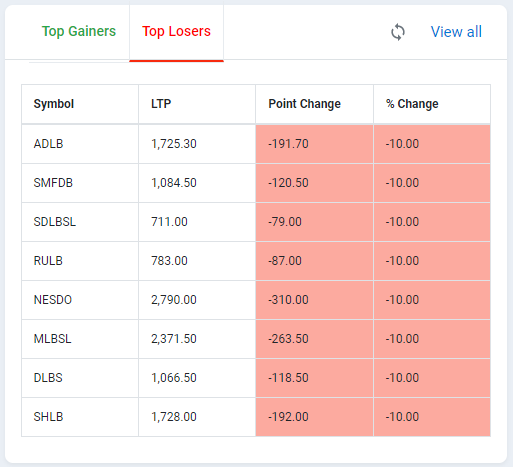 Top Gainers Top Losers View all
Symbol LTP Point Change % Change
ADLB 1,725.30 -191.70 -10.00
SMFDB 1,084.50 -120.50 -10.00
SDLBSL 711.00 -79.00 -10.00
RULB 783.00 -87.00 -10.00
NESDO 2,790.00 -310.00 -10.00
MLBSL 2,371.50 -263.50 -10.00
DLBS 1,066.50 -118.50 -10.00
SHLB 1,728.00 -192.00 -10.00